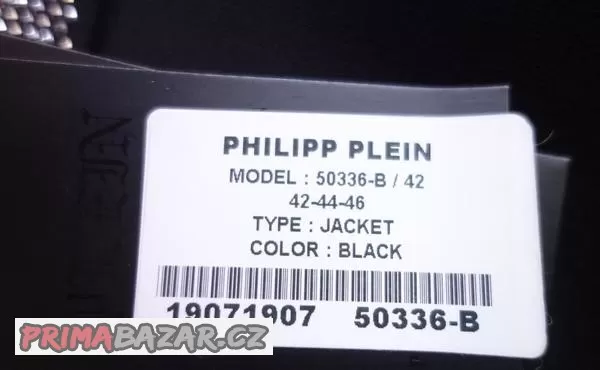 PHILIPP PLEIN
MODEL : 50336-B / 42
42-44-46
TYPE : JACKET
COLOR : BLACK
19071907 50336-B
PRIMABAZAR.CZ